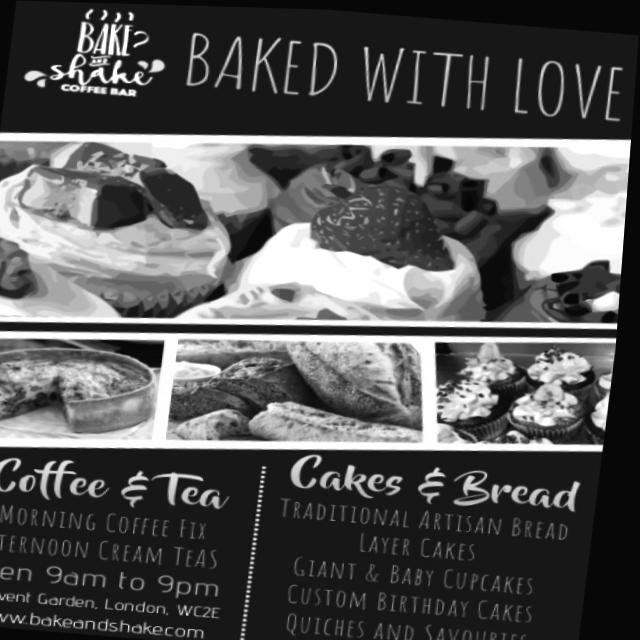 BAKE
AND
shake
COFFEE BAR
BAKED WITH LOVE
Coffee & Tea
MORNING COFFEE FIX
CREAM TEAS
9am to 9pm
Garden, London, WC2E
www.bakeandshake.com
Cakes & Bread
TRADITIONAL ARTISAN BREAD
LAYER CAKES
GIANT & BABY CUPCAKES
CUSTOM BIRTHDAY CAKES
QUICHES AND SAVOURIES